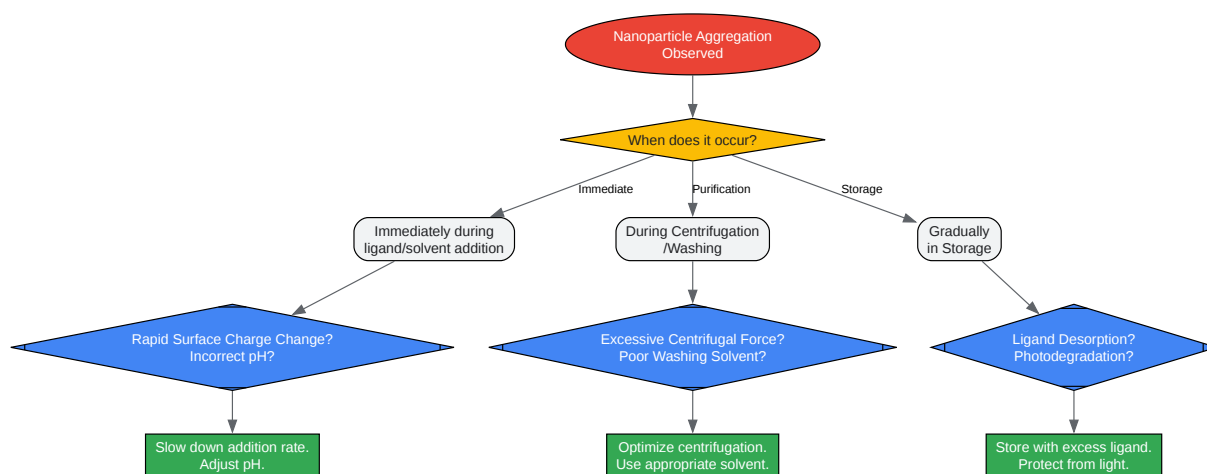 Nanoparticle Aggregation
Observed
When does it occur?
Immediate
Purification
Storage
Immediately during
ligand/solvent addition
During Centrifugation
/Washing
Gradually
in Storage
Rapid Surface Charge Change?
Incorrect pH?
Excessive Centrifugal Force?
Poor Washing Solvent?
Ligand Desorption?
Photodegradation?
Slow down addition rate.
Adjust pH.
Optimize centrifugation.
Use appropriate solvent.
Store with excess ligand.
Protect from light.